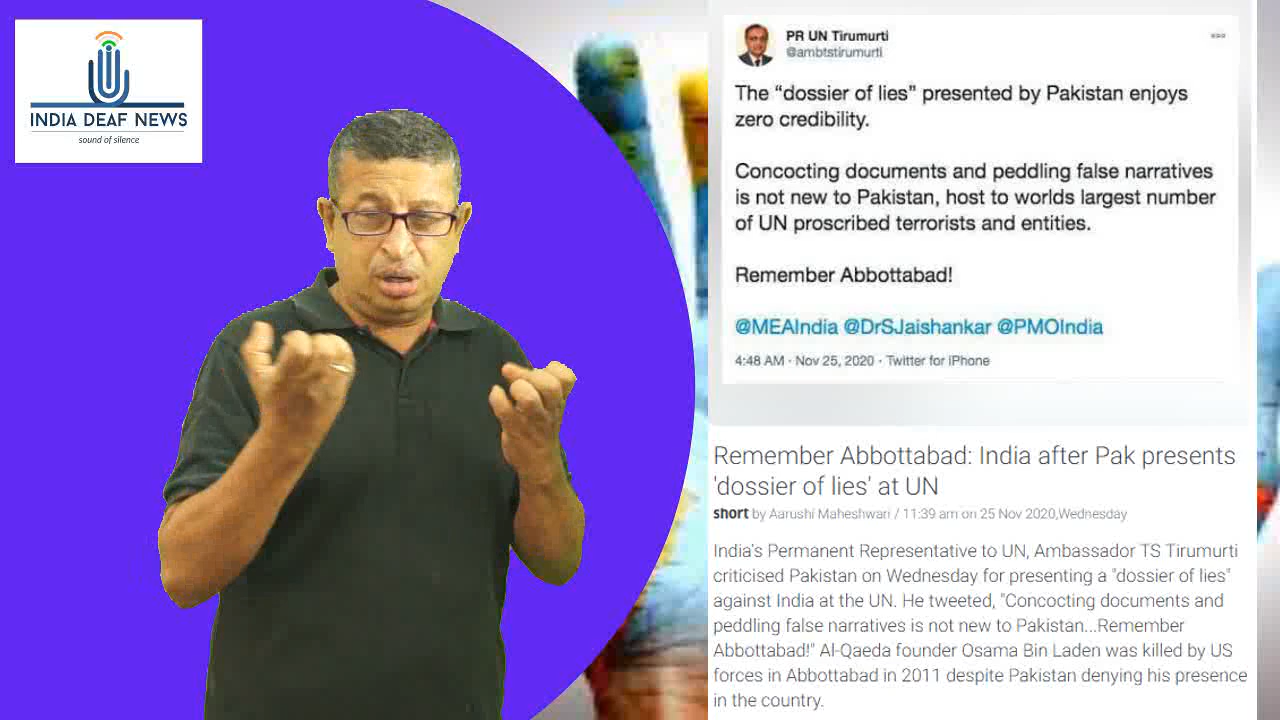 INDIA DEAF NEWS
sound of silence
PR UN Tirumurti
@ambtstirumurti
The “dossier of lies” presented by Pakistan enjoys
zero credibility.
Concocting documents and peddling false narratives
is not new to Pakistan, host to worlds largest number
of UN proscribed terrorists and entities.
Remember Abbottabad!
@MEAIndia @DrSJaishankar @PMOIndia
4:48 AM · Nov 25, 2020 · Twitter for iPhone
Remember Abbottabad: India after Pak presents
'dossier of lies' at UN
short by Aarushi Maheshwari / 11:39 am on 25 Nov 2020,Wednesday
India's Permanent Representative to UN, Ambassador TS Tirumurti
criticised Pakistan on Wednesday for presenting a "dossier of lies"
against India at the UN. He tweeted, "Concocting documents and
peddling false narratives is not new to Pakistan...Remember
Abbottabad!" Al-Qaeda founder Osama Bin Laden was killed by US
forces in Abbottabad in 2011 despite Pakistan denying his presence
in the country.